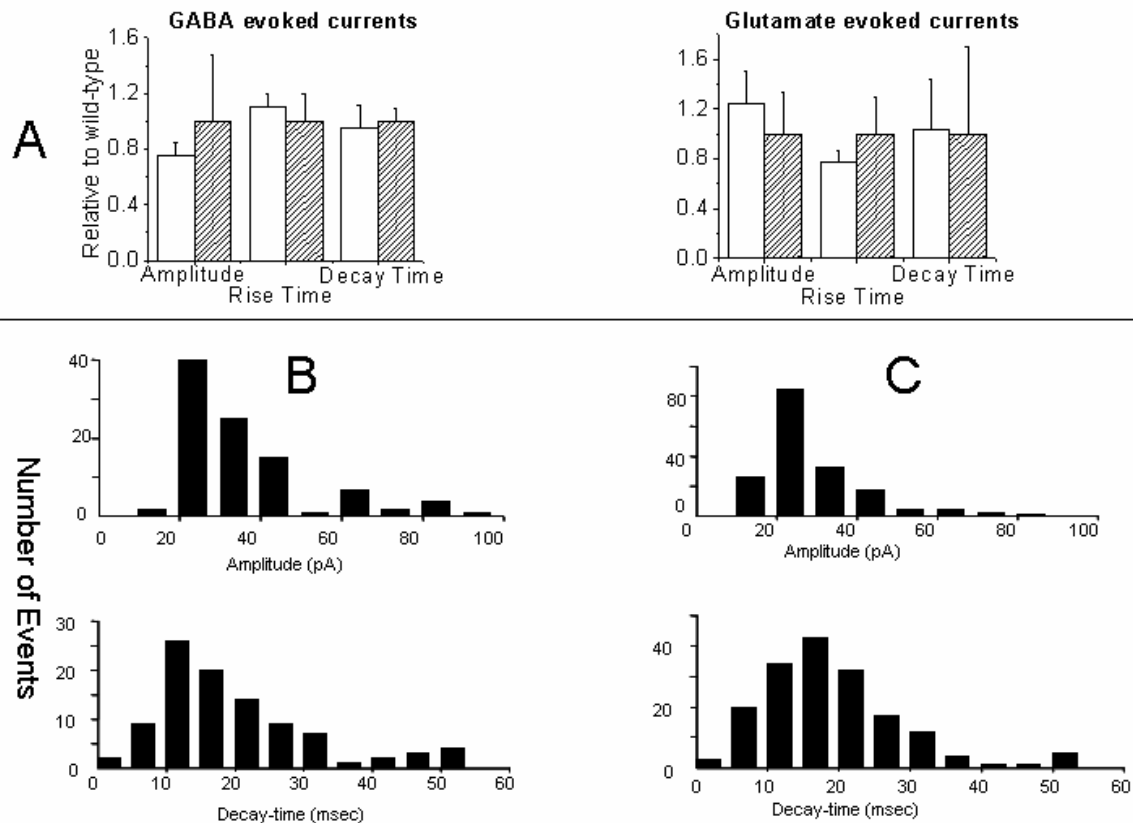 GABA evoked currents
Glutamate evoked currents
A
Relative to wild-type
1.6
1.2
0.8
0.4
0.0
Amplitude
Rise Time
Decay Time
1.6
1.2
0.8
0.4
0.0
Amplitude
Rise Time
Decay Time
B
C
Number of Events
40
20
0
0 20 40 60 80 100
Amplitude (pA)
80
40
0
0 20 40 60 80 100
Amplitude (pA)
30
20
10
0
0 10 20 30 40 50 60
Decay-time (msec)
40
20
0
0 10 20 30 40 50 60
Decay-time (msec)